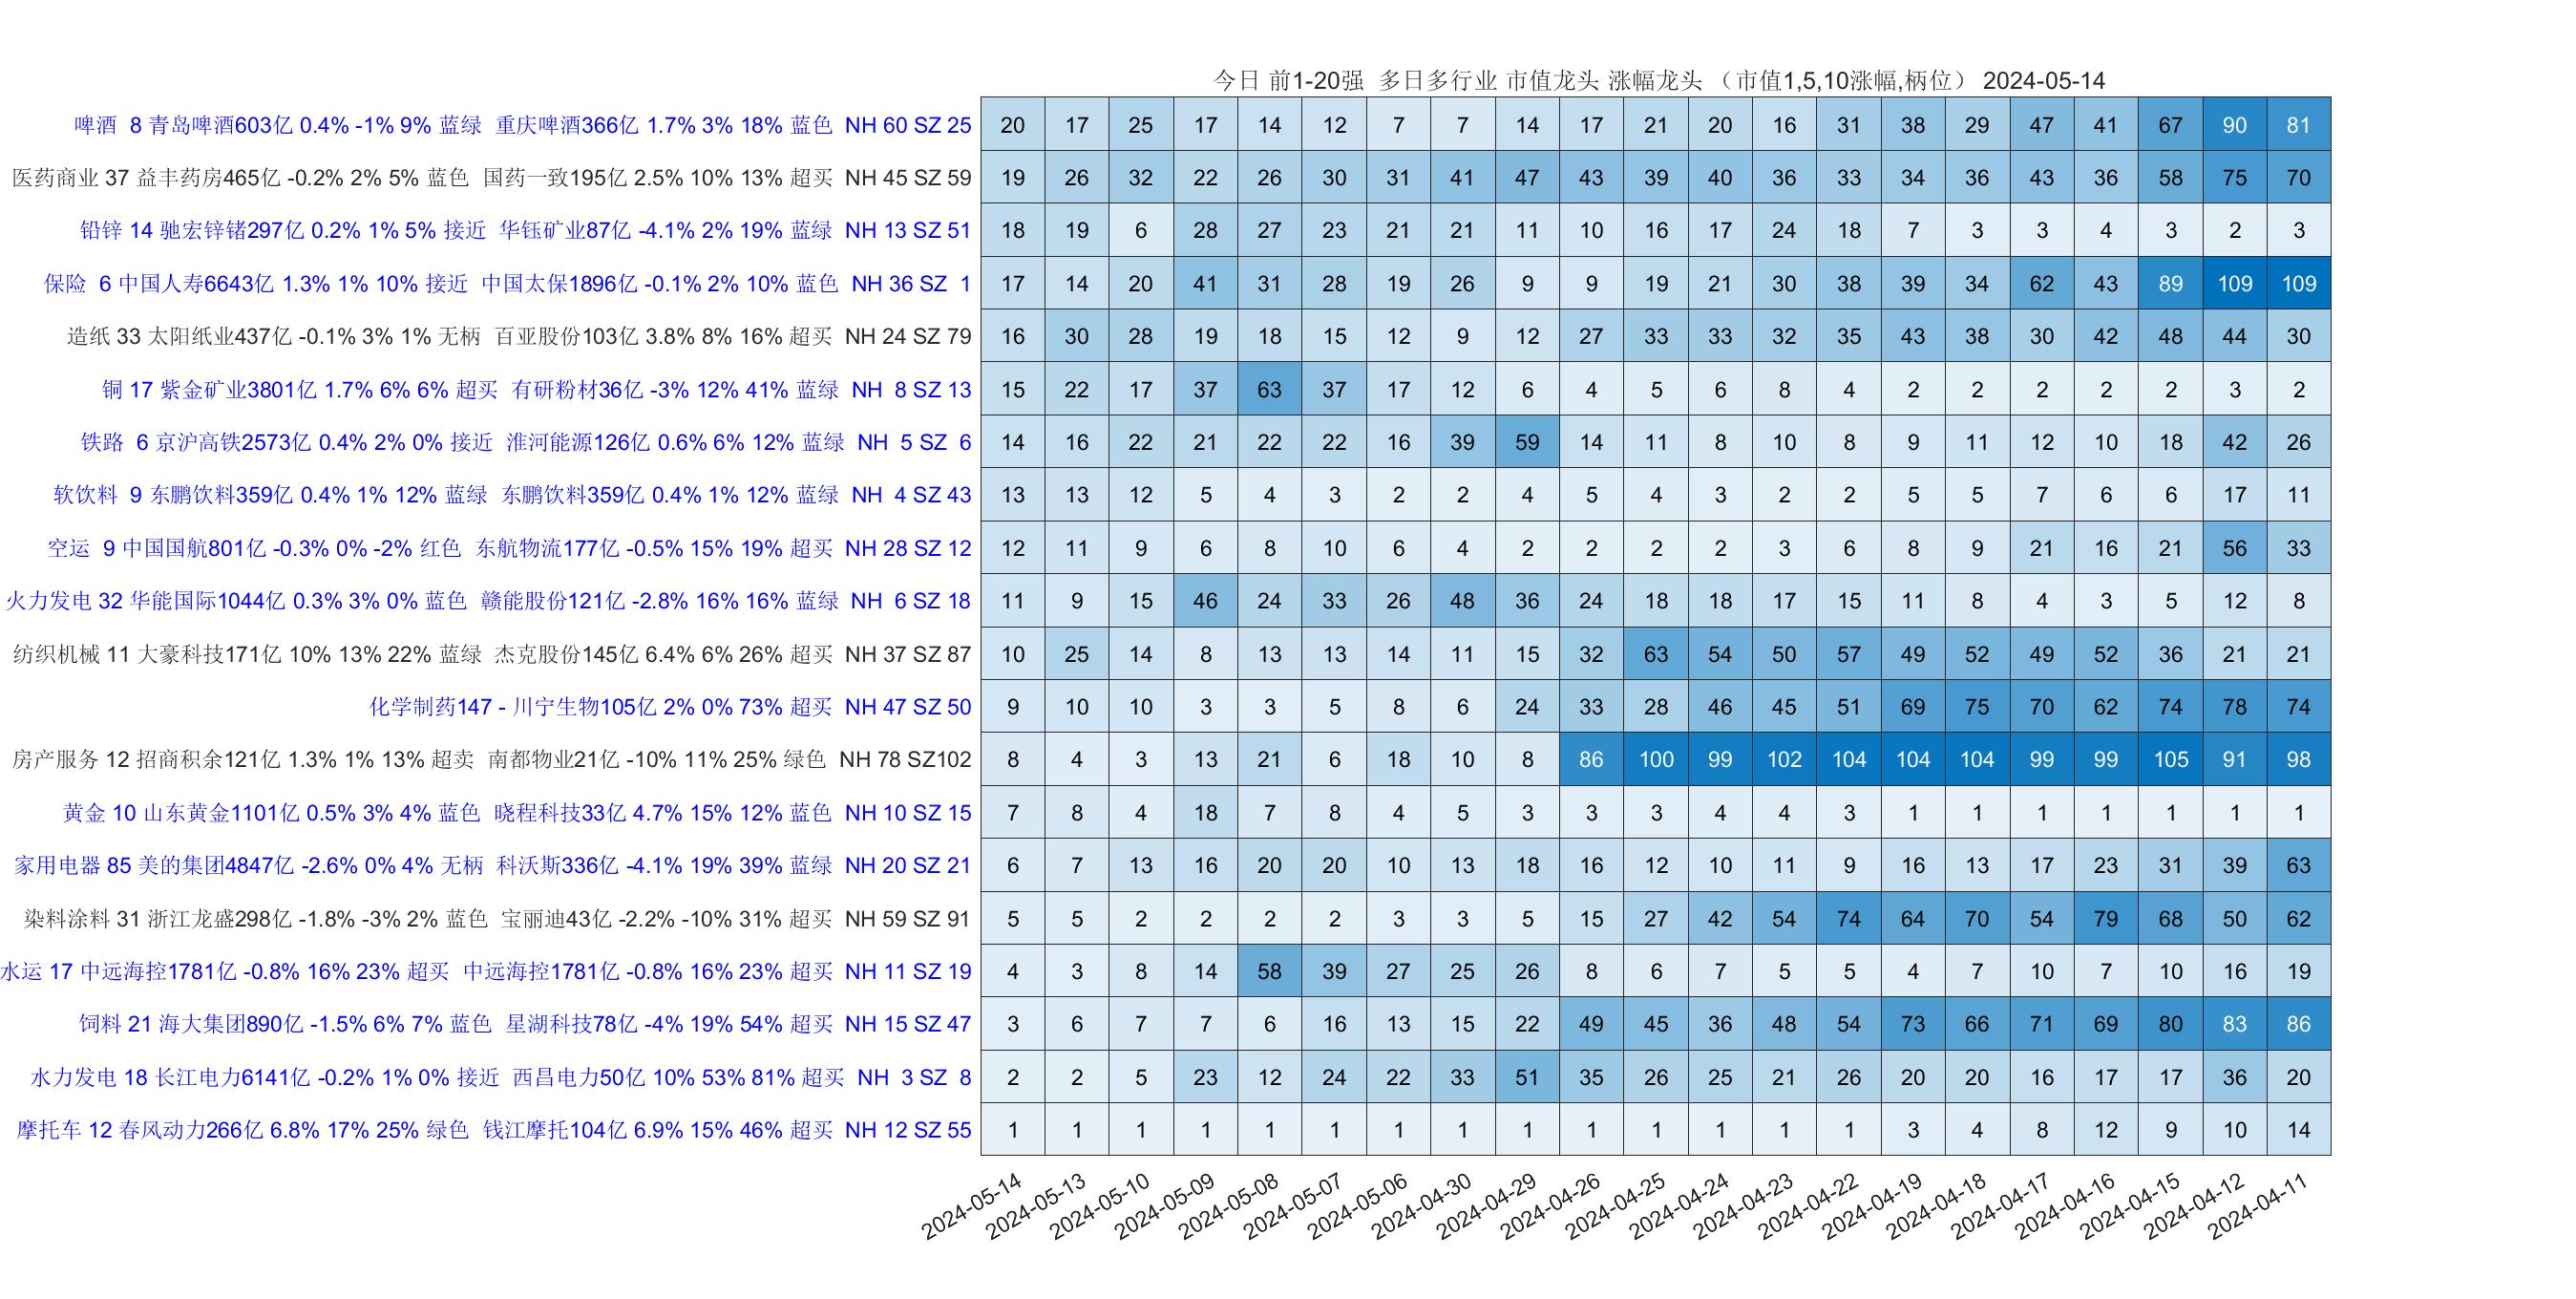 今日 前1-20强 多日多行业 市值龙头 涨幅龙头 （市值1,5,10涨幅,柄位） 2024-05-14
啤酒 8 青岛啤酒603亿 0.4% -1% 9% 蓝绿 重庆啤酒366亿 1.7% 3% 18% 蓝色 NH 60 SZ 25 20 17 25 17 14 12 7 7 14 17 21 20 16 31 38 29 47 41 67 90 81
医药商业 37 益丰药房465亿 -0.2% 2% 5% 蓝色 国药一致195亿 2.5% 10% 13% 超买 NH 45 SZ 59 19 26 32 22 26 30 31 41 47 43 39 40 36 33 34 36 43 36 58 75 70
铅锌 14 驰宏锌锗297亿 0.2% 1% 5% 接近 华钰矿业87亿 -4.1% 2% 19% 蓝绿 NH 13 SZ 51 18 19 6 28 27 23 21 21 11 10 16 17 24 18 7 3 3 4 3 2 3
保险 6 中国人寿6643亿 1.3% 1% 10% 接近 中国太保1896亿 -0.1% 2% 10% 蓝色 NH 36 SZ 1 17 14 20 41 31 28 19 26 9 9 19 21 30 38 39 34 62 43 89 109 109
造纸 33 太阳纸业437亿 -0.1% 3% 1% 无柄 百亚股份103亿 3.8% 8% 16% 超买 NH 24 SZ 79 16 30 28 19 18 15 12 9 12 27 33 33 32 35 43 38 30 42 48 44 30
铜 17 紫金矿业3801亿 1.7% 6% 6% 超买 有研粉材36亿 -3% 12% 41% 蓝绿 NH 8 SZ 13 15 22 17 37 63 37 17 12 6 4 5 6 8 4 2 2 2 2 2 3 2
铁路 6 京沪高铁2573亿 0.4% 2% 0% 接近 淮河能源126亿 0.6% 6% 12% 蓝绿 NH 5 SZ 6 14 16 22 21 22 22 16 39 59 14 11 8 10 8 9 11 12 10 18 42 26
软饮料 9 东鹏饮料359亿 0.4% 1% 12% 蓝绿 东鹏饮料359亿 0.4% 1% 12% 蓝绿 NH 4 SZ 43 13 13 12 5 4 3 2 2 4 5 4 3 2 2 5 5 7 6 6 17 11
空运 9 中国国航801亿 -0.3% 0% -2% 红色 东航物流177亿 -0.5% 15% 19% 超买 NH 28 SZ 12 12 11 9 6 8 10 6 4 2 2 2 2 3 6 8 9 21 16 21 56 33
火力发电 32 华能国际1044亿 0.3% 3% 0% 蓝色 赣能股份121亿 -2.8% 16% 16% 蓝绿 NH 6 SZ 18 11 9 15 46 24 33 26 48 36 24 18 18 17 15 11 8 4 3 5 12 8
纺织机械 11 大豪科技171亿 10% 13% 22% 蓝绿 杰克股份145亿 6.4% 6% 26% 超买 NH 37 SZ 87 10 25 14 8 13 13 14 11 15 32 63 54 50 57 49 52 49 52 36 21 21
化学制药147 - 川宁生物105亿 2% 0% 73% 超买 NH 47 SZ 50 9 10 10 3 3 5 8 6 24 33 28 46 45 51 69 75 70 62 74 78 74
房产服务 12 招商积余121亿 1.3% 1% 13% 超卖 南都物业21亿 -10% 11% 25% 绿色 NH 78 SZ102 8 4 3 13 21 6 18 10 8 86 100 99 102 104 104 104 99 99 105 91 98
黄金 10 山东黄金1101亿 0.5% 3% 4% 蓝色 晓程科技33亿 4.7% 15% 12% 蓝色 NH 10 SZ 15 7 8 4 18 7 8 4 5 3 3 3 4 4 3 1 1 1 1 1 1 1
家用电器 85 美的集团4847亿 -2.6% 0% 4% 无柄 科沃斯336亿 -4.1% 19% 39% 蓝绿 NH 20 SZ 21 6 7 13 16 20 20 10 13 18 16 12 10 11 9 16 13 17 23 31 39 63
染料涂料 31 浙江龙盛298亿 -1.8% -3% 2% 蓝色 宝丽迪43亿 -2.2% -10% 31% 超买 NH 59 SZ 91 5 5 2 2 2 2 3 3 5 15 27 42 54 74 64 70 54 79 68 50 62
水运 17 中远海控1781亿 -0.8% 16% 23% 超买 中远海控1781亿 -0.8% 16% 23% 超买 NH 11 SZ 19 4 3 8 14 58 39 27 25 26 8 6 7 5 5 4 7 10 7 10 16 19
饲料 21 海大集团890亿 -1.5% 6% 7% 蓝色 星湖科技78亿 -4% 19% 54% 超买 NH 15 SZ 47 3 6 7 7 6 16 13 15 22 49 45 36 48 54 73 66 71 69 80 83 86
水力发电 18 长江电力6141亿 -0.2% 1% 0% 接近 西昌电力50亿 10% 53% 81% 超买 NH 3 SZ 8 2 2 5 23 12 24 22 33 51 35 26 25 21 26 20 20 16 17 17 36 20
摩托车 12 春风动力266亿 6.8% 17% 25% 绿色 钱江摩托104亿 6.9% 15% 46% 超买 NH 12 SZ 55 1 1 1 1 1 1 1 1 1 1 1 1 1 1 3 4 8 12 9 10 14
2024-05-14 2024-05-13 2024-05-10 2024-05-09 2024-05-08 2024-05-07 2024-05-06 2024-04-30 2024-04-29 2024-04-26 2024-04-25 2024-04-24 2024-04-23 2024-04-22 2024-04-19 2024-04-18 2024-04-17 2024-04-16 2024-04-15 2024-04-12 2024-04-11